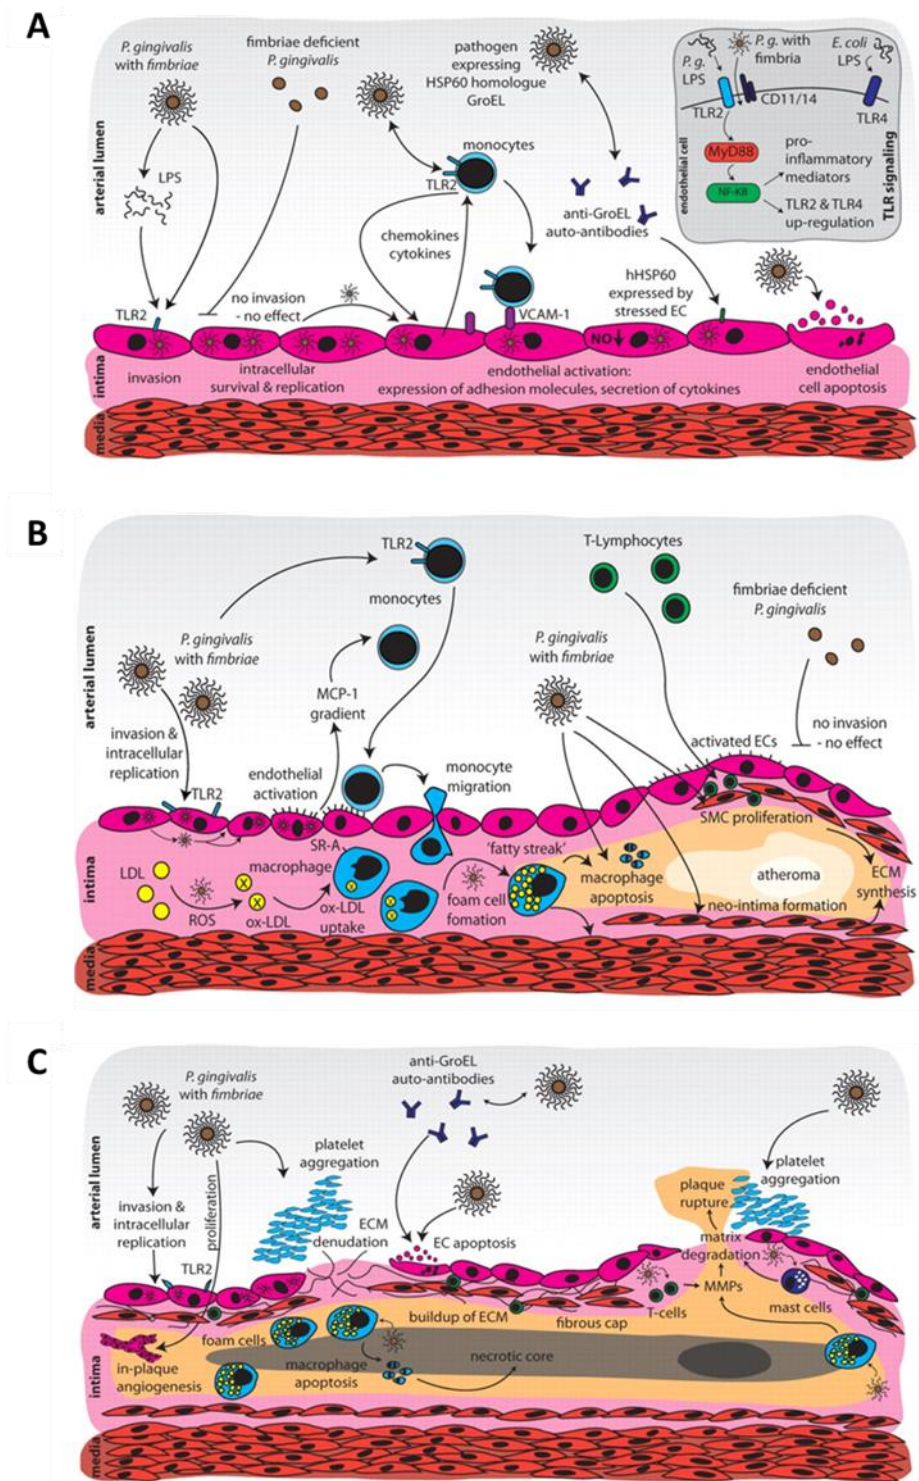 A
P. gingivalis
with fimbriae
fimbriae deficient
P. gingivalis
pathogen
expressing
HSP60 homologue
GroEL
P. g.
LPS
P. g. with
fimbria
E. coli
LPS
CD11/14
TLR2
TLR4
MyD88
NF-KB
pro-
inflammatory
mediators
TLR2 & TLR4
up-regulation
endothelial cell
TLR signaling
arterial lumen
LPS
monocytes
TLR2
anti-GroEL
auto-antibodies
chemokines
cytokines
hHSP60
expressed by
stressed EC
TLR2
no invasion
- no effect
VCAM-1
NO
intima
invasion
intracellular
survival & replication
endothelial activation:
expression of adhesion molecules, secretion of cytokines
endothelial
cell apoptosis
media
B
TLR2
monocytes
T-Lymphocytes
fimbriae deficient
P. gingivalis
arterial lumen
P. gingivalis
with fimbriae
P. gingivalis
with fimbriae
MCP-1
gradient
invasion &
intracellular
replication
no invasion
- no effect
activated ECs
endothelial
activation
monocyte
migration
TLR2
SMC proliferation
intima
LDL
ROS
ox-LDL
SR-A
macrophage
ox-LDL
uptake
'fatty streak'
foam cell
fomation
macrophage
apoptosis
atheroma
neo-intima formation
ECM
synthesis
media
C
P. gingivalis
with fimbriae
anti-GroEL
auto-antibodies
arterial lumen
platelet
aggregation
platelet
aggregation
plaque
rupture
invasion &
intracellular
replication
proliferation
ECM
denudation
EC apoptosis
matrix
degradation
TLR2
MMPs
T-cells
mast cells
intima
foam cells
buildup of ECM
fibrous cap
in-plaque
angiogenesis
macrophage
apoptosis
necrotic core
media